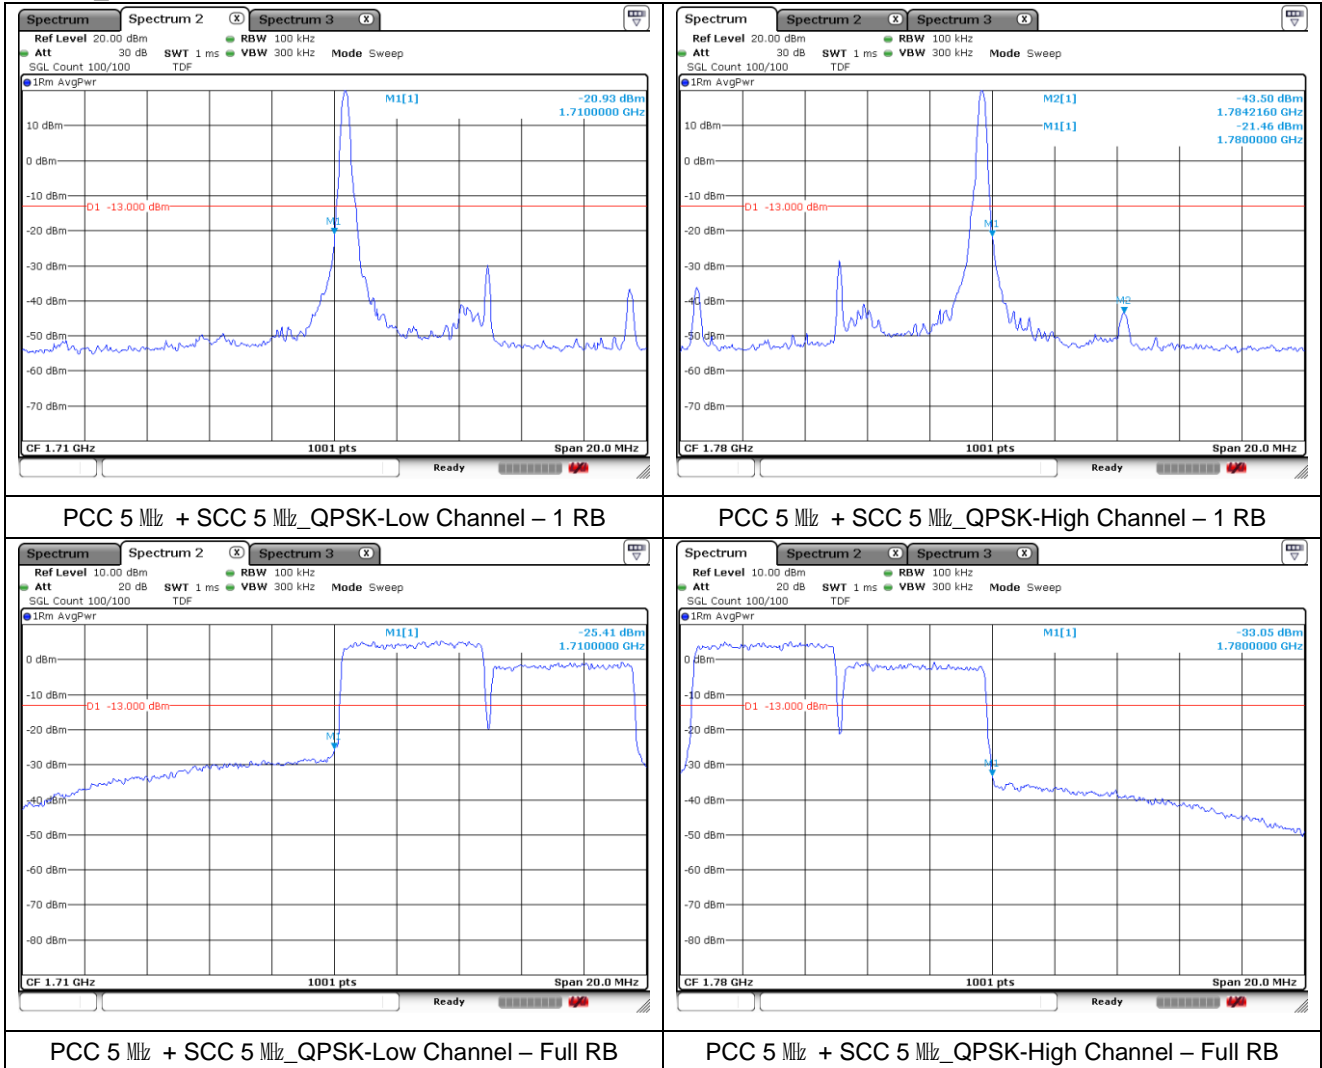 Spectrum Spectrum 2 X Spectrum 3 X
Ref Level 20.00 dBm RBW 100 kHz
Att 30 dB SWT 1 ms VBW 300 kHz Mode Sweep
SGL Count 100/100 TDF
1Rm AvgPwr
M1[1] -20.93 dBm
1.7100000 GHz
10 dBm
0 dBm
-10 dBm
D1 -13.000 dBm
M1
-20 dBm
-30 dBm
-40 dBm
-50 dBm
-60 dBm
-70 dBm
CF 1.71 GHz 1001 pts Span 20.0 MHz
Ready
Spectrum Spectrum 2 X Spectrum 3 X
Ref Level 20.00 dBm RBW 100 kHz
Att 30 dB SWT 1 ms VBW 300 kHz Mode Sweep
SGL Count 100/100 TDF
1Rm AvgPwr
M2[1] -43.50 dBm
1.7842160 GHz
M1[1] -21.46 dBm
1.7800000 GHz
10 dBm
0 dBm
-10 dBm
D1 -13.000 dBm
M1
-20 dBm
-30 dBm
-40 dBm
M2
-50 dBm
-60 dBm
-70 dBm
CF 1.78 GHz 1001 pts Span 20.0 MHz
Ready
PCC 5 ㎒ + SCC 5 ㎒_QPSK-Low Channel – 1 RB
PCC 5 ㎒ + SCC 5 ㎒_QPSK-High Channel – 1 RB
Spectrum Spectrum 2 X Spectrum 3 X
Ref Level 10.00 dBm RBW 100 kHz
Att 20 dB SWT 1 ms VBW 300 kHz Mode Sweep
SGL Count 100/100 TDF
1Rm AvgPwr
M1[1] -25.41 dBm
1.7100000 GHz
0 dBm
-10 dBm
D1 -13.000 dBm
-20 dBm
M1
-30 dBm
-40 dBm
-50 dBm
-60 dBm
-70 dBm
-80 dBm
CF 1.71 GHz 1001 pts Span 20.0 MHz
Ready
Spectrum Spectrum 2 X Spectrum 3 X
Ref Level 10.00 dBm RBW 100 kHz
Att 20 dB SWT 1 ms VBW 300 kHz Mode Sweep
SGL Count 100/100 TDF
1Rm AvgPwr
M1[1] -33.05 dBm
1.7800000 GHz
0 dBm
-10 dBm
D1 -13.000 dBm
-20 dBm
-30 dBm
M1
-40 dBm
-50 dBm
-60 dBm
-70 dBm
-80 dBm
CF 1.78 GHz 1001 pts Span 20.0 MHz
Ready
PCC 5 ㎒ + SCC 5 ㎒_QPSK-Low Channel – Full RB
PCC 5 ㎒ + SCC 5 ㎒_QPSK-High Channel – Full RB